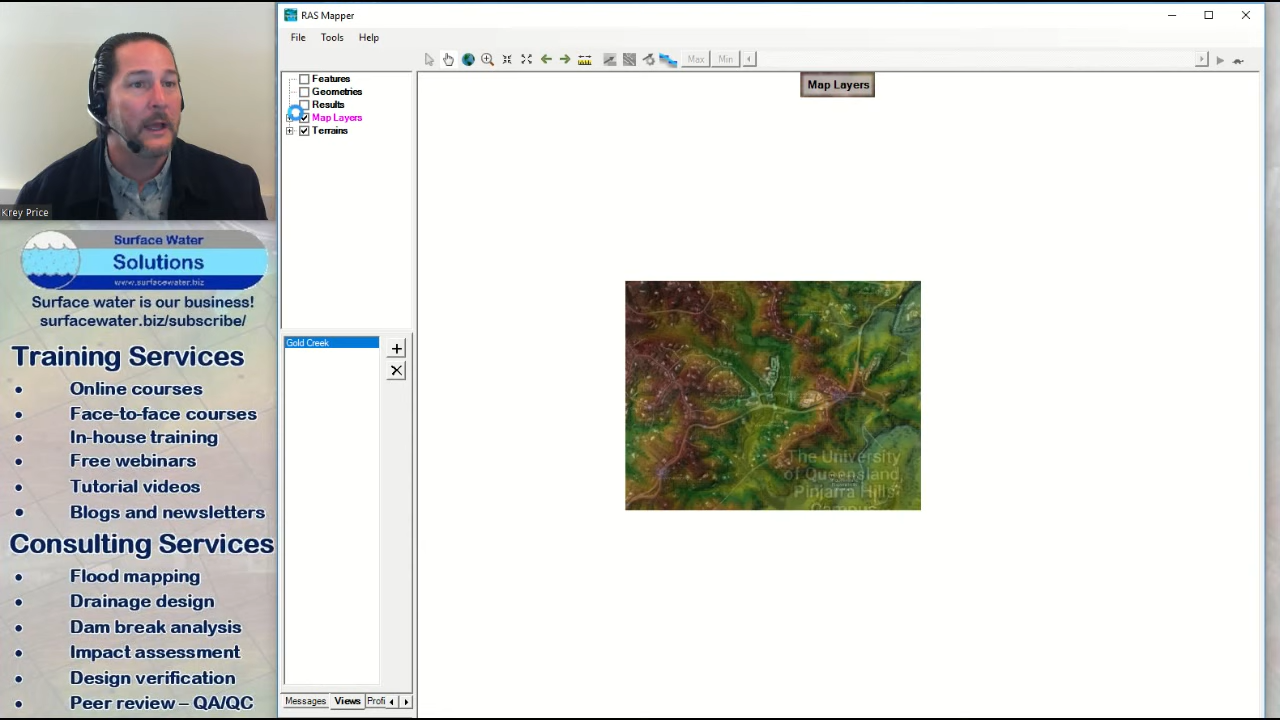 RAS Mapper
File Tools Help
Max Min
Features
Geometries
Results
Map Layers
Terrains
Map Layers
Gold Creek
The University
of Queensland,
Pinjarra Hills
Campus
Messages Views Profi
Krey Price
Surface Water
Solutions
www.surfacewater.biz
Surface water is our business!
surfacewater.biz/subscribe/
Training Services
• Online courses
• Face-to-face courses
• In-house training
• Free webinars
• Tutorial videos
• Blogs and newsletters
Consulting Services
• Flood mapping
• Drainage design
• Dam break analysis
• Impact assessment
• Design verification
• Peer review – QA/QC